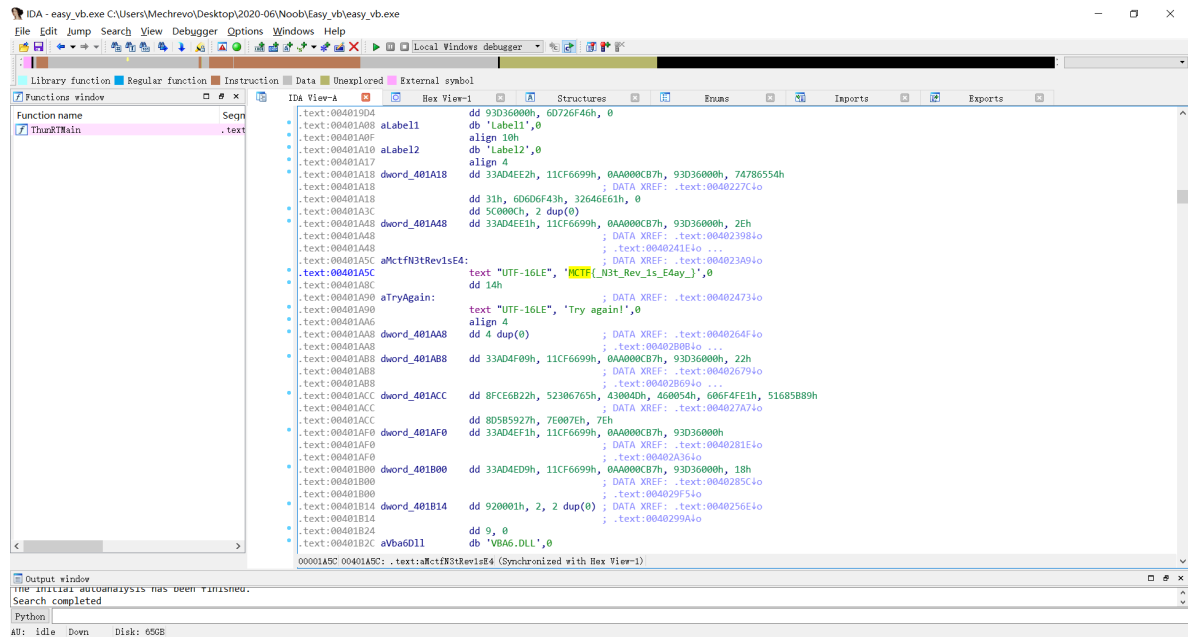 IDA - easy_vb.exe C:\Users\Mechrevo\Desktop\2020-06\Noob\Easy_vb\easy_vb.exe
File Edit Jump Search View Debugger Options Windows Help
Local Windows debugger
Library function Regular function Instruction Data Unexplored External symbol
Functions window
IDA View-A Hex View-1 Structures Enums Imports Exports
Function name Segn
ThunRTMain .text
.text:004019D4 dd 93D36000h, 6D726F46h, 0
.text:00401A08 aLabel1 db 'Label1',0
.text:00401A0F align 10h
.text:00401A10 aLabel2 db 'Label2',0
.text:00401A17 align 4
.text:00401A18 dword_401A18 dd 33AD4EE2h, 11CF6699h, 0AA000CB7h, 93D36000h, 74786554h
.text:00401A18 ; DATA XREF: .text:0040227C↓o
.text:00401A18 dd 31h, 6D6D6F43h, 32646E61h, 0
.text:00401A3C dd 5C000Ch, 2 dup(0)
.text:00401A48 dword_401A48 dd 33AD4EE1h, 11CF6699h, 0AA000CB7h, 93D36000h, 2Eh
.text:00401A48 ; DATA XREF: .text:00402398↓o
.text:00401A48 ; .text:0040241E↓o ...
.text:00401A5C aMctfN3tRev1sE4: ; DATA XREF: .text:004023A9↓o
.text:00401A5C text "UTF-16LE", 'MCTF{_N3t_Rev_1s_E4ay_}',0
.text:00401A8C dd 14h
.text:00401A90 aTryAgain: ; DATA XREF: .text:00402473↓o
.text:00401A90 text "UTF-16LE", 'Try again!',0
.text:00401AA6 align 4
.text:00401AA8 dword_401AA8 dd 4 dup(0) ; DATA XREF: .text:0040264F↓o
.text:00401AA8 ; .text:00402B0B↓o ...
.text:00401AB8 dword_401AB8 dd 33AD4F09h, 11CF6699h, 0AA000CB7h, 93D36000h, 22h
.text:00401AB8 ; DATA XREF: .text:00402679↓o
.text:00401AB8 ; .text:00402B69↓o ...
.text:00401ACC dword_401ACC dd 8FCE6B22h, 52306765h, 43004Dh, 460054h, 606F4FE1h, 51685B89h
.text:00401ACC ; DATA XREF: .text:004027A7↓o
.text:00401ACC dd 8D5B5927h, 7E007Eh, 7Eh
.text:00401AF0 dword_401AF0 dd 33AD4EF1h, 11CF6699h, 0AA000CB7h, 93D36000h
.text:00401AF0 ; DATA XREF: .text:0040281E↓o
.text:00401AF0 ; .text:00402A36↓o
.text:00401B00 dword_401B00 dd 33AD4ED9h, 11CF6699h, 0AA000CB7h, 93D36000h, 18h
.text:00401B00 ; DATA XREF: .text:0040285C↓o
.text:00401B00 ; .text:004029F5↓o
.text:00401B14 dword_401B14 dd 920001h, 2, 2 dup(0) ; DATA XREF: .text:0040256E↓o
.text:00401B14 ; .text:0040299A↓o
.text:00401B24 dd 9, 0
.text:00401B2C aVba6Dll db 'VBA6.DLL',0
00001A5C 00401A5C: .text:aMctfN3tRev1sE4 (Synchronized with Hex View-1)
Output window
The initial autoanalysis has been finished.
Search completed
Python
AU: idle Down Disk: 65GB